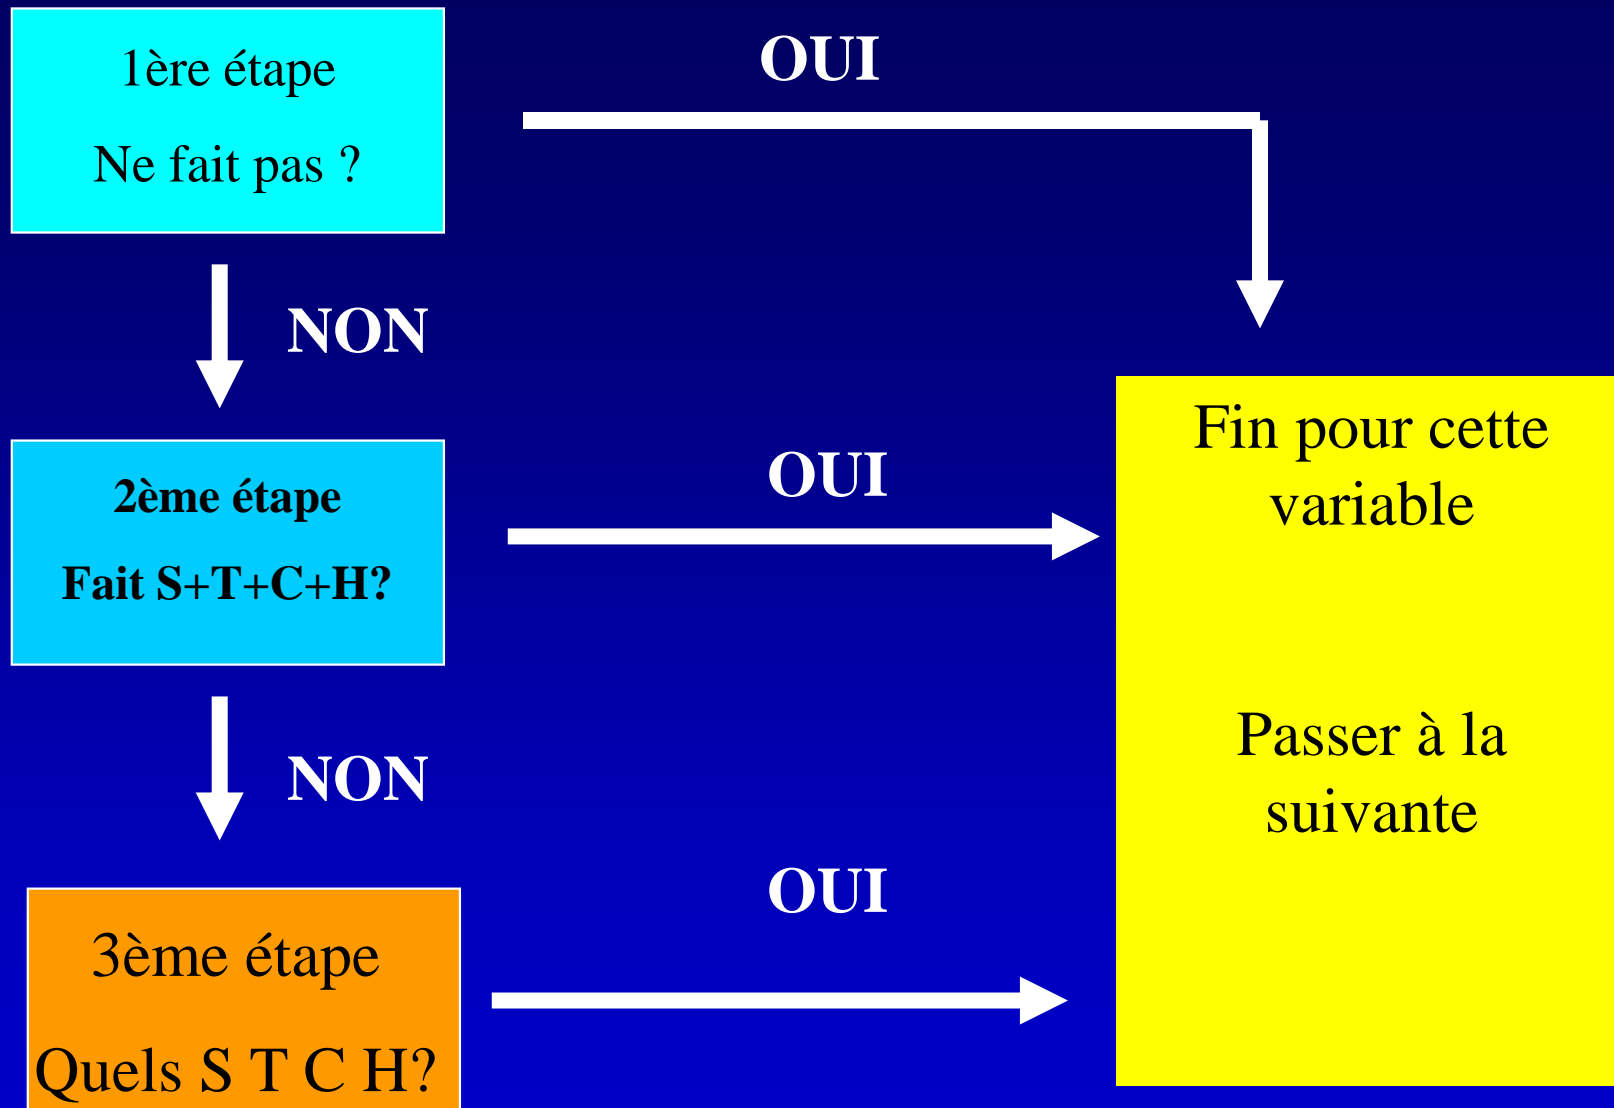 1ère étape
Ne fait pas ?
OUI
NON
2ème étape
Fait S+T+C+H?
OUI
Fin pour cette
variable
Passer à la
suivante
NON
3ème étape
Quels S T C H?
OUI